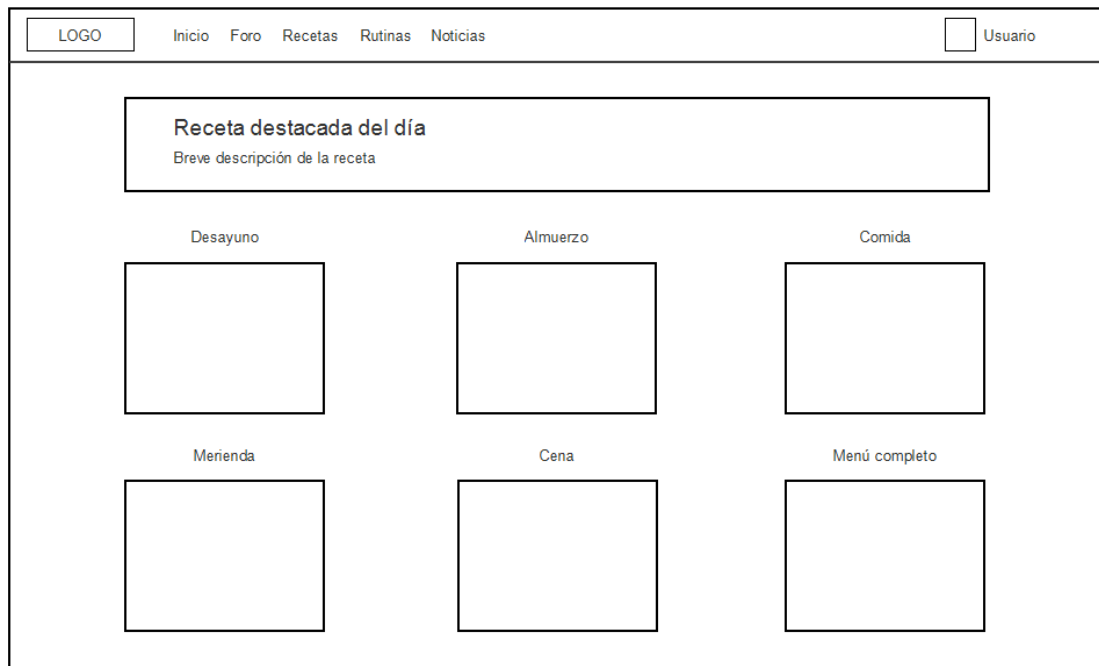 LOGO Inicio Foro Recetas Rutinas Noticias Usuario
Receta destacada del día
Breve descripción de la receta
Desayuno Almuerzo Comida
Merienda Cena Menú completo